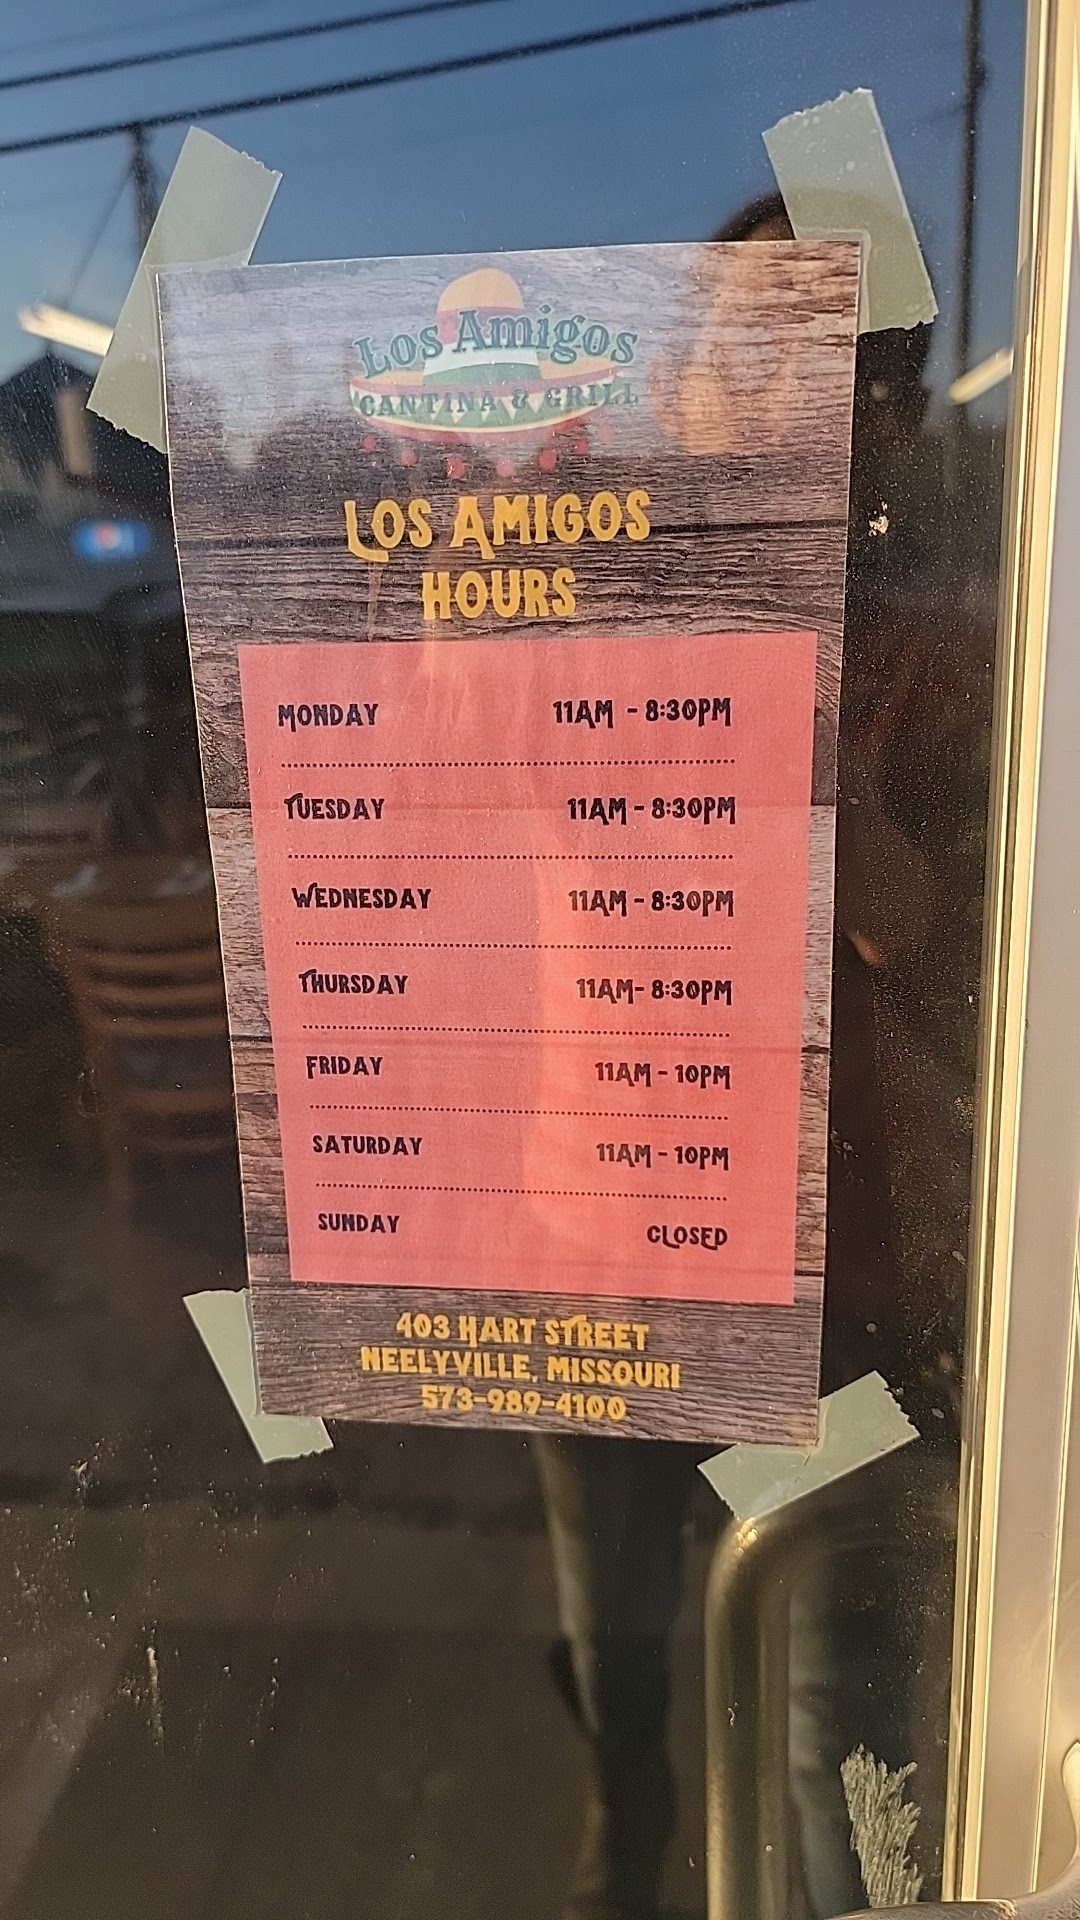 Los Amigos
CANTINA & GRILL
LOS AMIGOS
HOURS
MONDAY 11AM - 8:30PM
TUESDAY 11AM - 8:30PM
WEDNESDAY 11AM - 8:30PM
THURSDAY 11AM- 8:30PM
FRIDAY 11AM - 10PM
SATURDAY 11AM - 10PM
SUNDAY CLOSED
403 HART STREET
NEELYVILLE, MISSOURI
573-989-4100